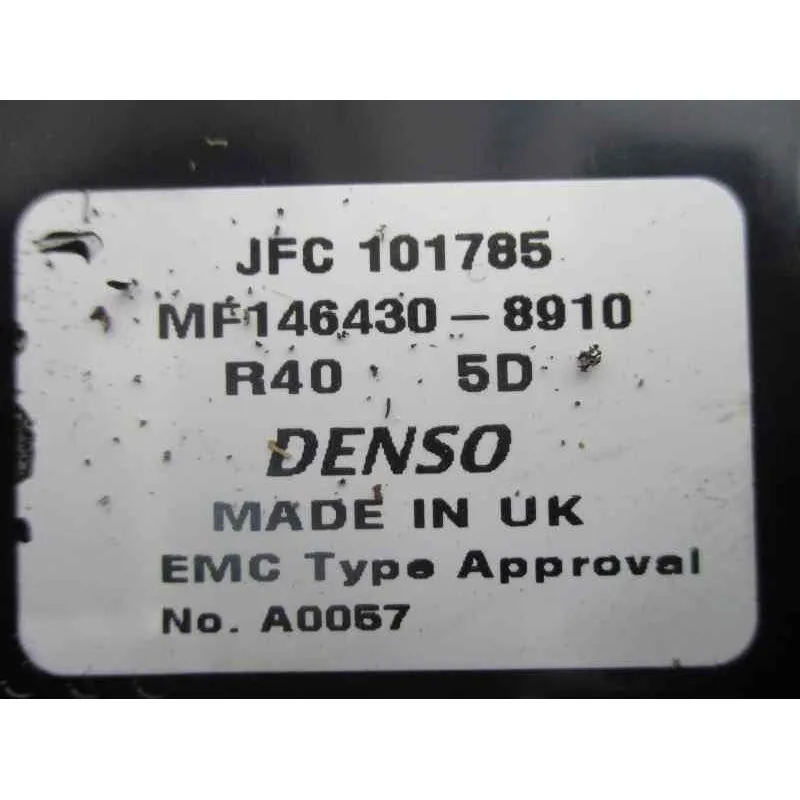 JFC 101785
MF146430-8910
R40 5D
DENSO
MADE IN UK
EMC Type Approval
No. A0057